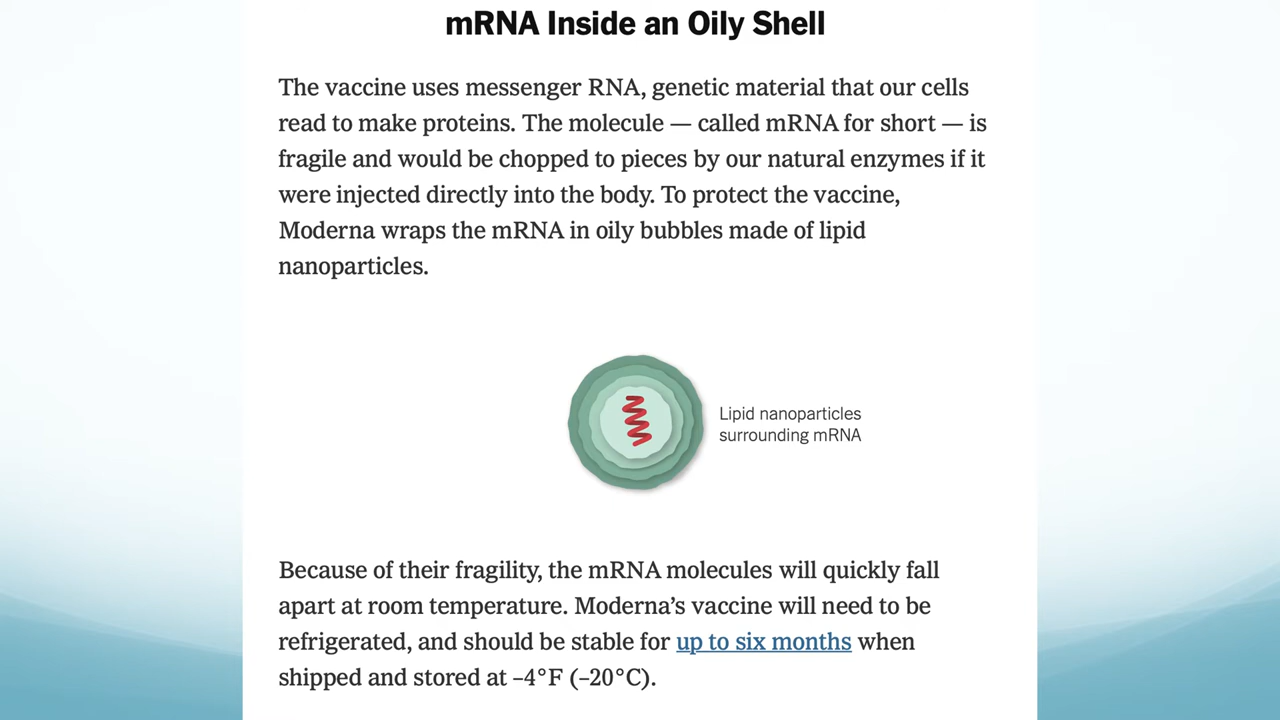 mRNA Inside an Oily Shell
The vaccine uses messenger RNA, genetic material that our cells
read to make proteins. The molecule — called mRNA for short — is
fragile and would be chopped to pieces by our natural enzymes if it
were injected directly into the body. To protect the vaccine,
Moderna wraps the mRNA in oily bubbles made of lipid
nanoparticles.
Lipid nanoparticles
surrounding mRNA
Because of their fragility, the mRNA molecules will quickly fall
apart at room temperature. Moderna’s vaccine will need to be
refrigerated, and should be stable for up to six months when
shipped and stored at –4°F (–20°C).